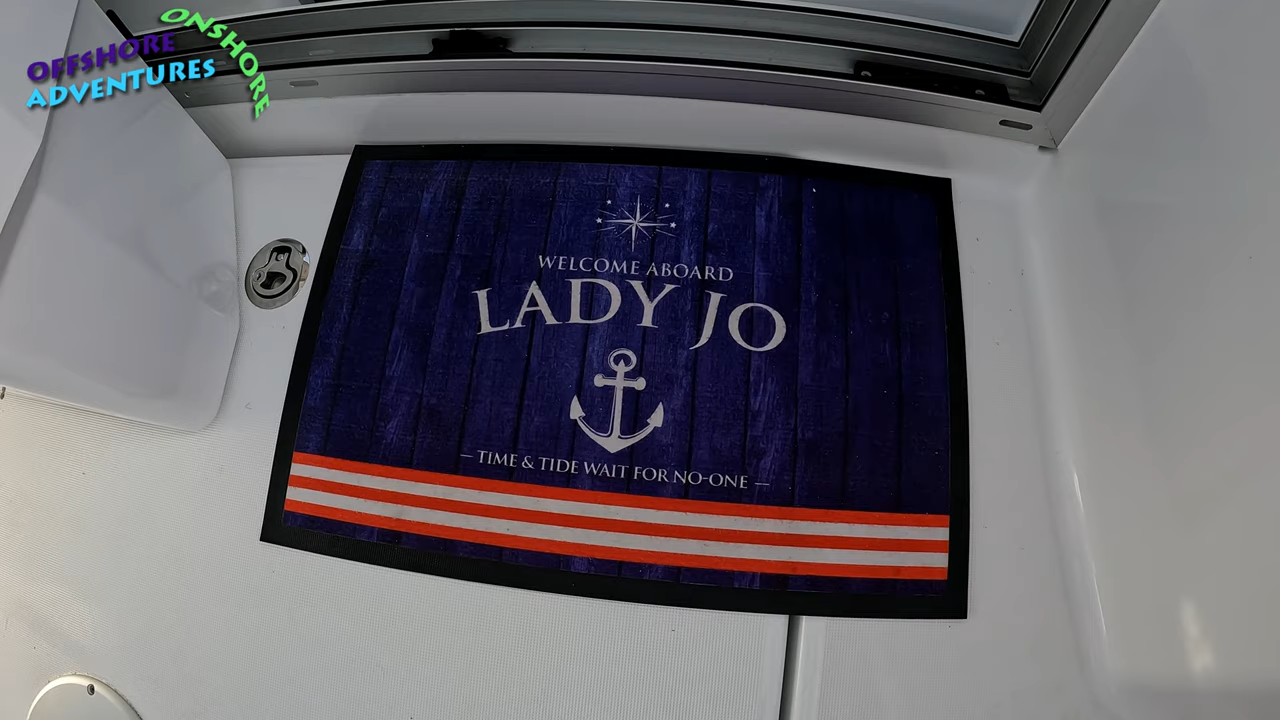 OFFSHORE
ONSHORE
ADVENTURES
WELCOME ABOARD
LADY JO
– TIME & TIDE WAIT FOR NO-ONE –